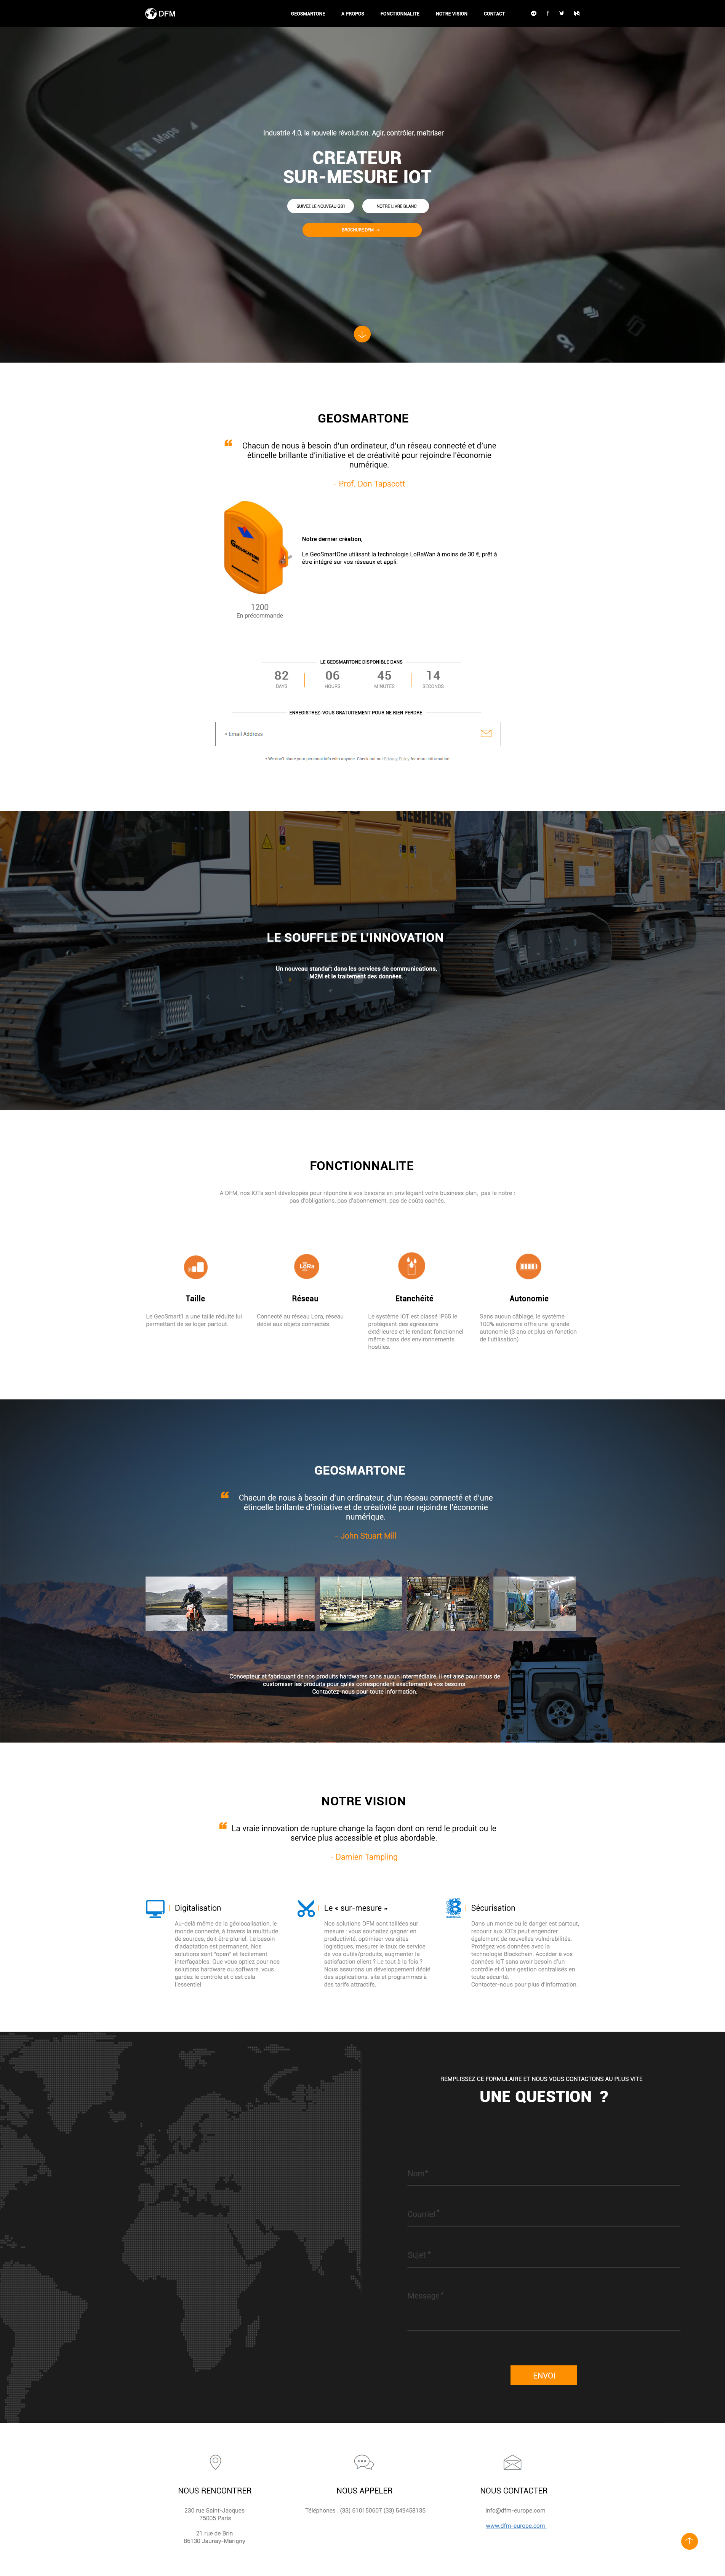 DFM
GEOSMARTONE
A PROPOS
FONCTIONNALITE
NOTRE VISION
CONTACT
Maps
Industrie 4.0, la nouvelle révolution. Agir, contrôler, maîtriser
CREATEUR
SUR-MESURE IOT
SUIVEZ LE NOUVEAU GS1
NOTRE LIVRE BLANC
BROCHURE DFM
GEOSMARTONE
“ Chacun de nous à besoin d'un ordinateur, d'un réseau connecté et d'une
étincelle brillante d'initiative et de créativité pour rejoindre l'économie
numérique.
- Prof. Don Tapscott
Notre dernier création,
Le GeoSmartOne utilisant la technologie LoRaWan à moins de 30 €, prêt à
être intégré sur vos réseaux et appli.
1200
En précommande
LE GEOSMARTONE DISPONIBLE DANS
82
06
45
14
DAYS
HOURS
MINUTES
SECONDS
ENREGISTREZ-VOUS GRATUITEMENT POUR NE RIEN PERDRE
* Email Address
* We don't share your personal info with anyone. Check out our Privacy Policy for more information.
LIEBHERR
HS 855
LE SOUFFLE DE L'INNOVATION
Un nouveau standart dans les services de communications,
M2M et le traitement des données.
FONCTIONNALITE
A DFM, nos IOTs sont développés pour répondre à vos besoins en privilégiant votre business plan, pas le notre :
pas d'obligations, pas d'abonnement, pas de coûts cachés.
LoRa
Taille
Le GeoSmart1 a une taille réduite lui
permettant de se loger partout.
Réseau
Connecté au réseau Lora, réseau
dédié aux objets connectés.
Etanchéité
Le système IOT est classé IP65 le
protégeant des agressions
extérieures et le rendant fonctionnel
même dans des environnements
hostiles.
Autonomie
Sans aucun câblage, le système
100% autonome offre une grande
autonomie (3 ans et plus en fonction
de l'utilisation)
GEOSMARTONE
“ Chacun de nous à besoin d'un ordinateur, d'un réseau connecté et d'une
étincelle brillante d'initiative et de créativité pour rejoindre l'économie
numérique.
- John Stuart Mill
Concepteur et fabriquant de nos produits hardwares sans aucun intermédiaire, il est aisé pour nous de
customiser les produits pour qu'ils correspondent exactement à vos besoins.
Contactez-nous pour toute information.
NOTRE VISION
“ La vraie innovation de rupture change la façon dont on rend le produit ou le
service plus accessible et plus abordable.
- Damien Tampling
Digitalisation
Au-delà même de la géolocalisation, le
monde connecté, à travers la multitude
de sources, doit être pluriel. Le besoin
d'adaptation est permanent. Nos
solutions sont "open" et facilement
interfaçables. Que vous optiez pour nos
solutions hardware ou software, vous
gardez le contrôle et c'est cela
l'essentiel.
Le « sur-mesure »
Nos solutions DFM sont taillées sur
mesure : vous souhaitez gagner en
productivité, optimiser vos sites
logistiques, mesurer le taux de service
de vos outils/produits, augmenter la
satisfaction client ? Le tout à la fois ?
Nous assurons un développement dédié
des applications, site et programmes à
des tarifs attractifs.
Sécurisation
Dans un monde ou le danger est partout,
recourir aux IOTs peut engendrer
également de nouvelles vulnérabilités.
Protégez vos données avec la
technologie Blockchain. Accéder à vos
données IoT sans avoir besoin d'un
contrôle et d'une gestion centralisés en
toute sécurité.
Contacter-nous pour plus d'information.
REMPLISSEZ CE FORMULAIRE ET NOUS VOUS CONTACTONS AU PLUS VITE
UNE QUESTION ?
Nom*
Courriel *
Sujet *
Message *
ENVOI
NOUS RENCONTRER
230 rue Saint-Jacques
75005 Paris
21 rue de Brin
86130 Jaunay-Marigny
NOUS APPELER
Téléphones : (33) 610150607 (33) 549458135
NOUS CONTACTER
info@dfm-europe.com
www.dfm-europe.com